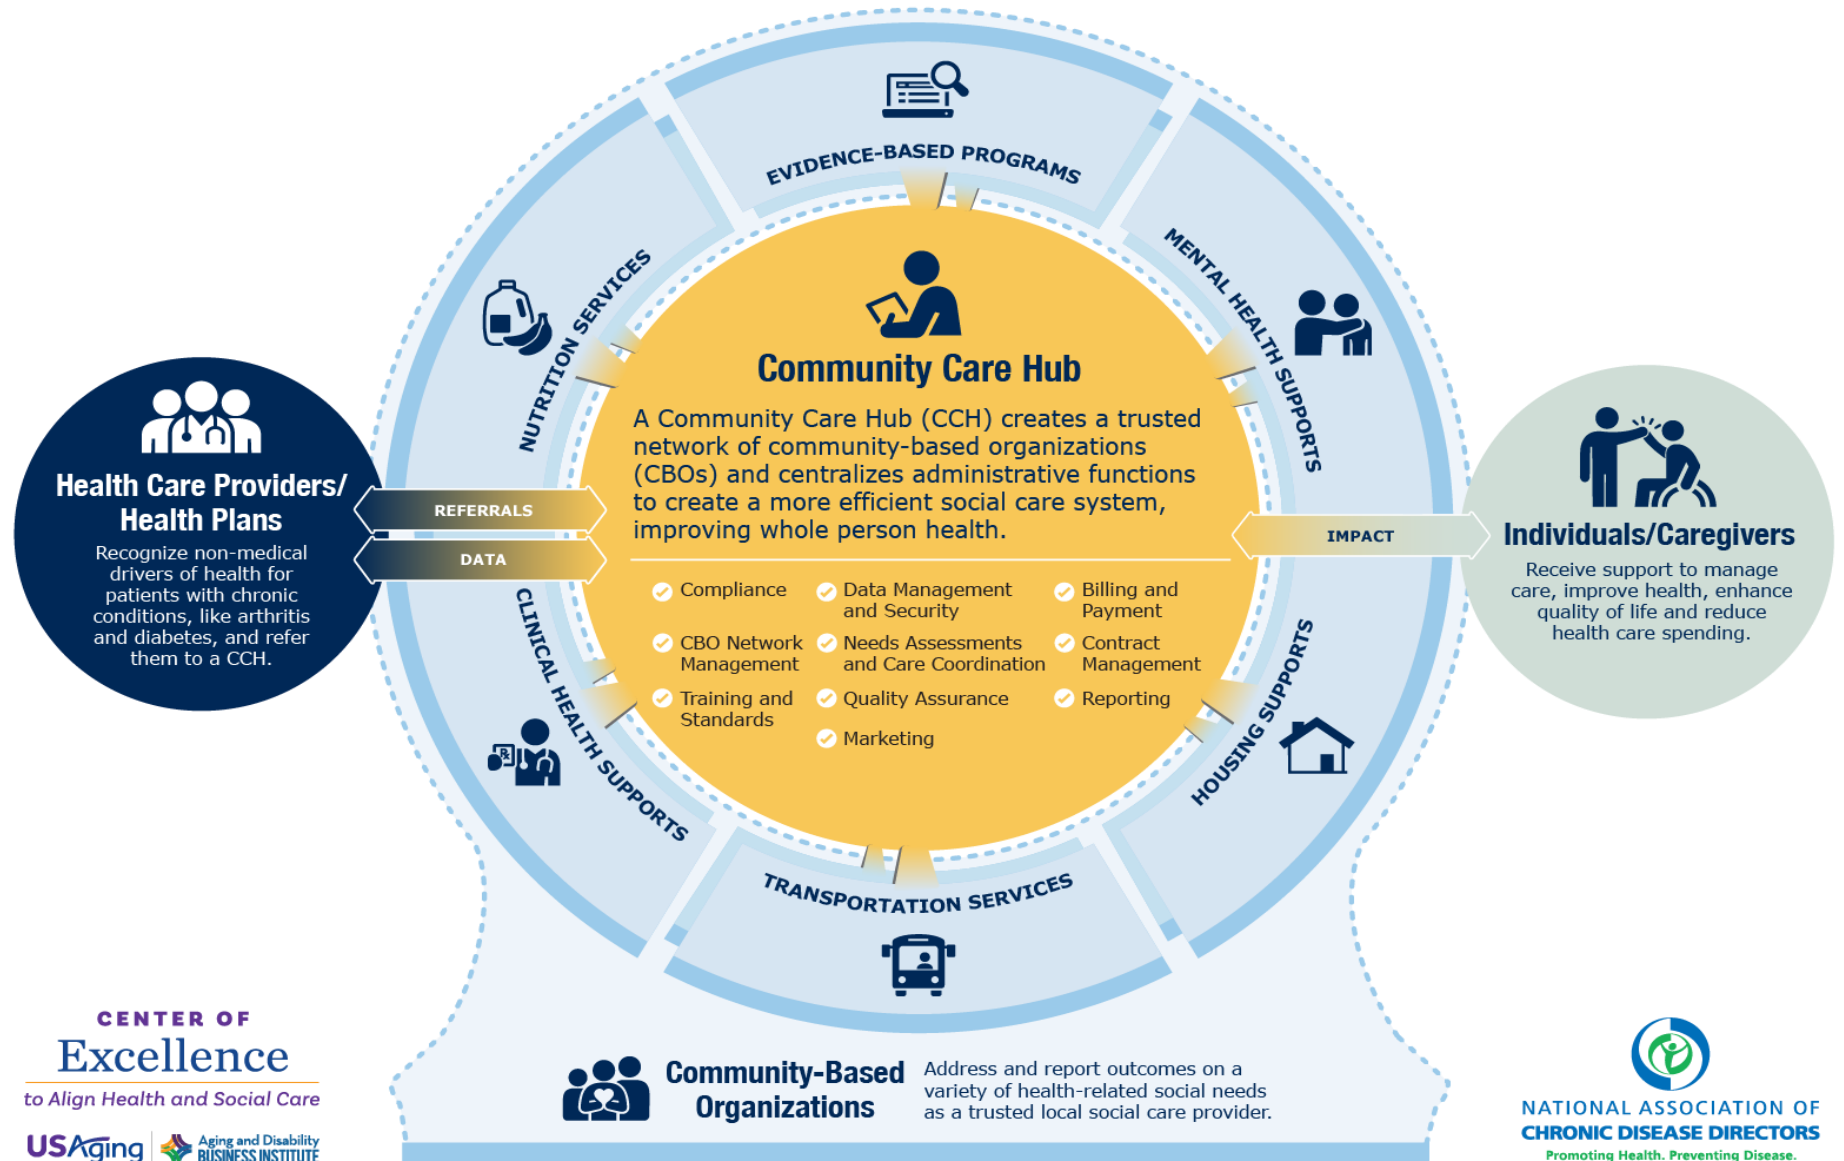 EVIDENCE-BASED PROGRAMS
NUTRITION SERVICES
MENTAL HEALTH SUPPORTS
Health Care Providers/
Health Plans
Recognize non-medical
drivers of health for
patients with chronic
conditions, like arthritis
and diabetes, and refer
them to a CCH.
REFERRALS
DATA
Community Care Hub
A Community Care Hub (CCH) creates a trusted
network of community-based organizations
(CBOs) and centralizes administrative functions
to create a more efficient social care system,
improving whole person health.
Compliance
CBO Network
Management
Training and
Standards
Data Management
and Security
Needs Assessments
and Care Coordination
Quality Assurance
Marketing
Billing and
Payment
Contract
Management
Reporting
IMPACT
Individuals/Caregivers
Receive support to manage
care, improve health, enhance
quality of life and reduce
health care spending.
CLINICAL HEALTH SUPPORTS
Rx
HOUSING SUPPORTS
TRANSPORTATION SERVICES
Community-Based
Organizations
Address and report outcomes on a
variety of health-related social needs
as a trusted local social care provider.
CENTER OF
Excellence
to Align Health and Social Care
USAging
Aging and Disability
BUSINESS INSTITUTE
NATIONAL ASSOCIATION OF
CHRONIC DISEASE DIRECTORS
Promoting Health. Preventing Disease.